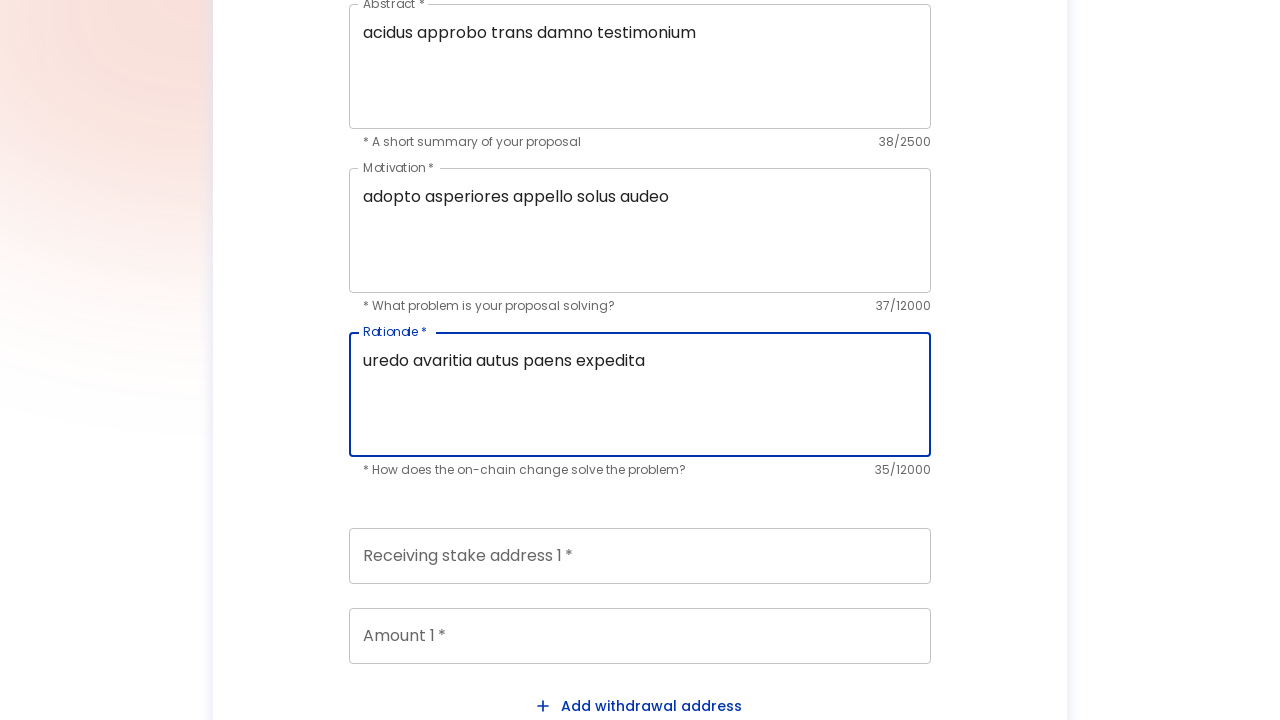 Abstract *
acidus approbo trans damno testimonium
* A short summary of your proposal 38/2500
Motivation *
adopto asperiores appello solus audeo
* What problem is your proposal solving? 37/12000
Rationale *
uredo avaritia autus paens expedita
* How does the on-chain change solve the problem? 35/12000
Receiving stake address 1 *
Amount 1 *
+ Add withdrawal address